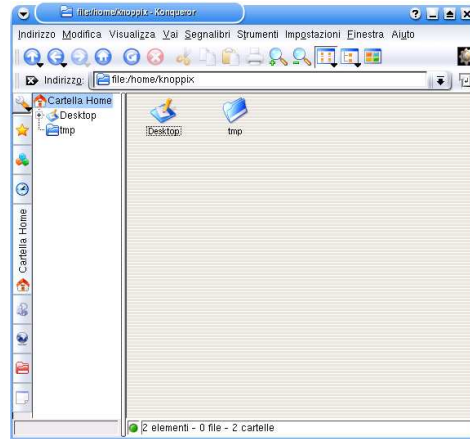 file:/home/knoppix - Konqueror
Indirizzo Modifica Visualizza Vai Segnalibri Strumenti Impostazioni Finestra Aiuto
Indirizzo: file:/home/knoppix
Cartella Home
Desktop
tmp
Desktop
tmp
Cartella Home
2 elementi - 0 file - 2 cartelle